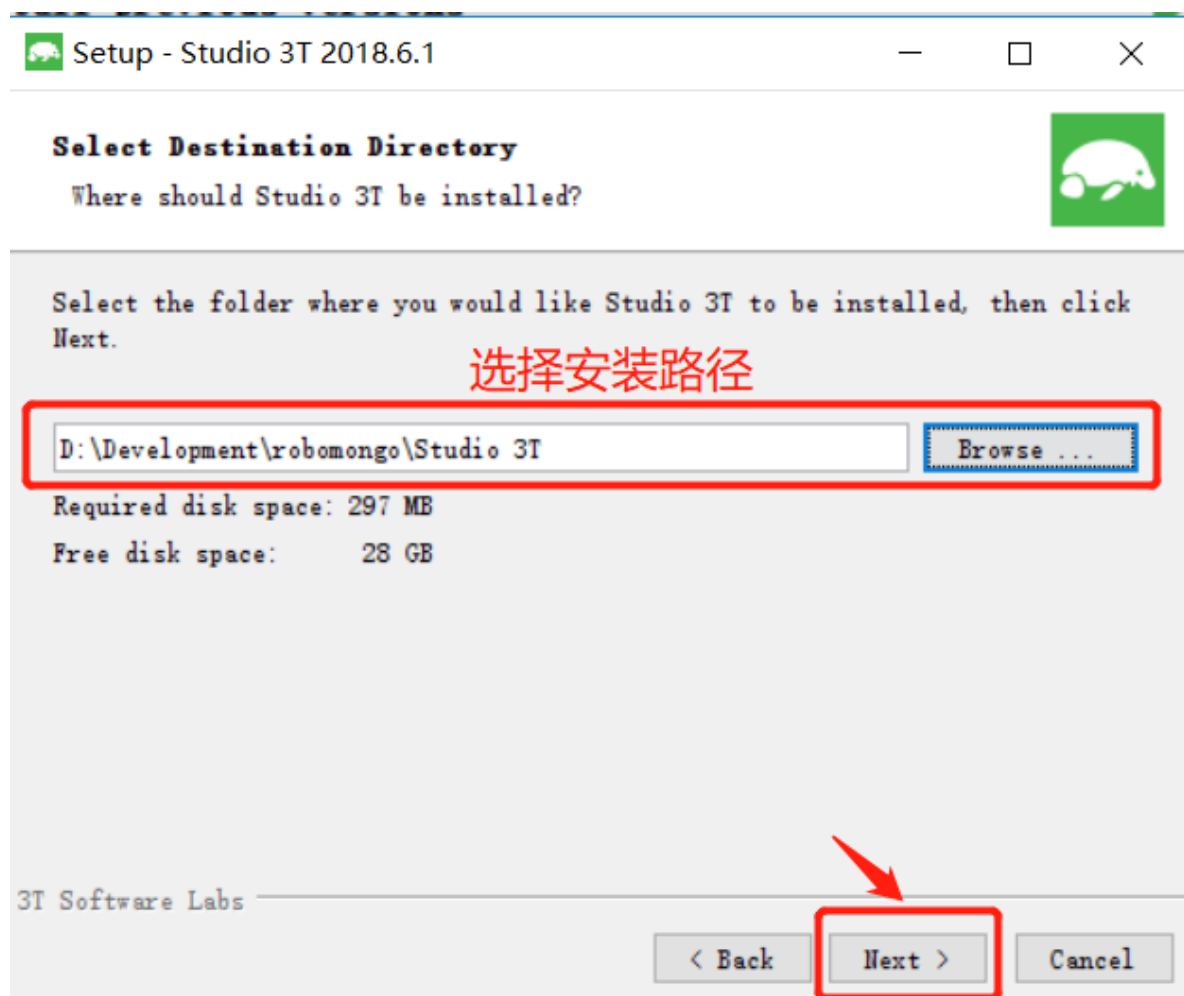 Setup - Studio 3T 2018.6.1
Select Destination Directory
Where should Studio 3T be installed?
Select the folder where you would like Studio 3T to be installed, then click
Next.
选择安装路径
D:\Development\robomongo\Studio 3T
Browse ...
Required disk space: 297 MB
Free disk space: 28 GB
3T Software Labs
< Back
Next >
Cancel